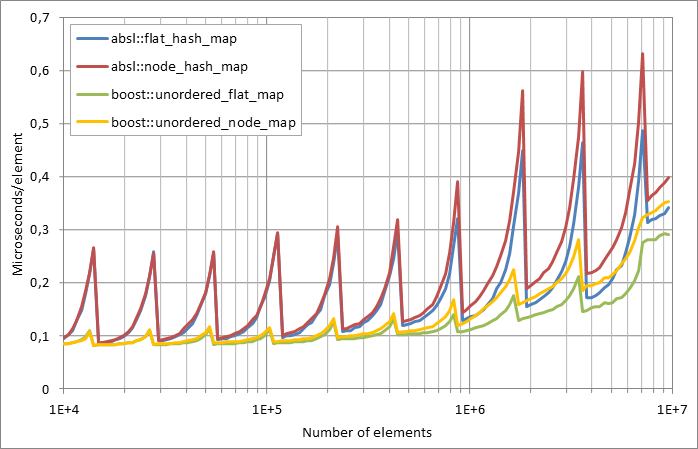 0,7
0,6
0,5
0,4
0,3
0,2
0,1
0
Microseconds/element
absl::flat_hash_map
absl::node_hash_map
boost::unordered_flat_map
boost::unordered_node_map
1E+4 1E+5 1E+6 1E+7
Number of elements